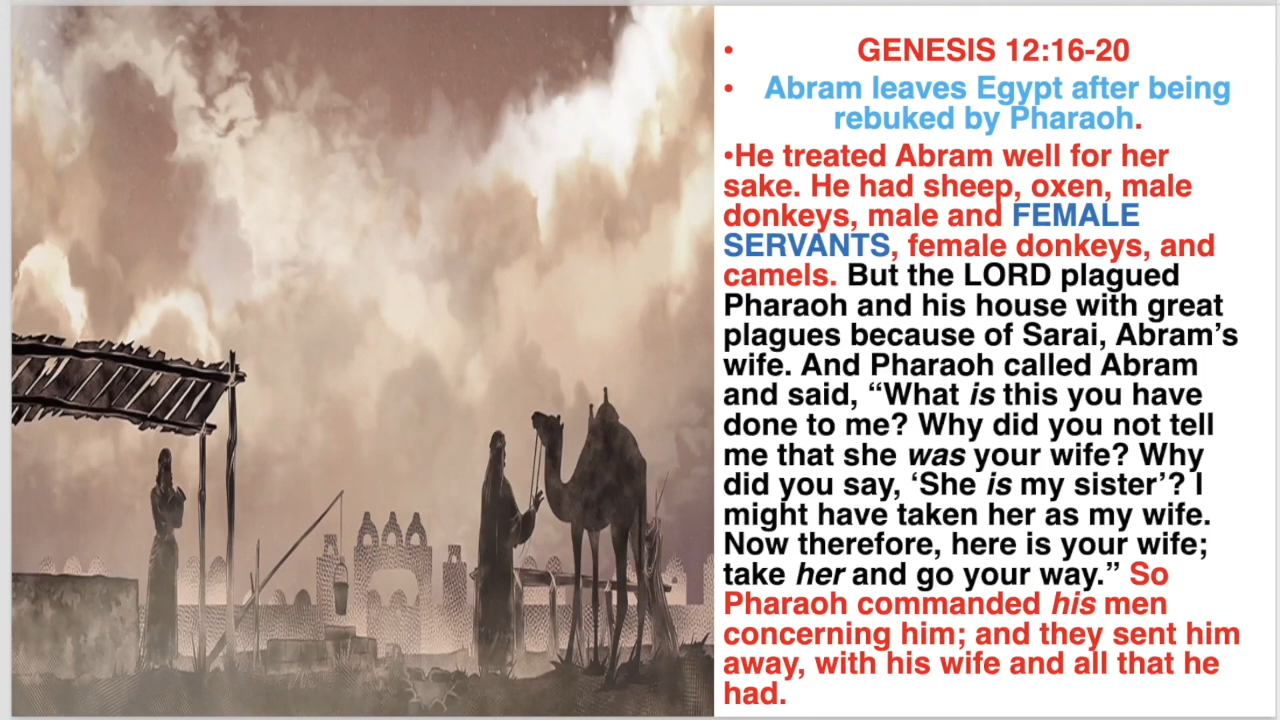 • GENESIS 12:16-20
• Abram leaves Egypt after being
rebuked by Pharaoh.
•He treated Abram well for her
sake. He had sheep, oxen, male
donkeys, male and FEMALE
SERVANTS, female donkeys, and
camels. But the LORD plagued
Pharaoh and his house with great
plagues because of Sarai, Abram’s
wife. And Pharaoh called Abram
and said, “What is this you have
done to me? Why did you not tell
me that she was your wife? Why
did you say, ‘She is my sister’? I
might have taken her as my wife.
Now therefore, here is your wife;
take her and go your way.” So
Pharaoh commanded his men
concerning him; and they sent him
away, with his wife and all that he
had.